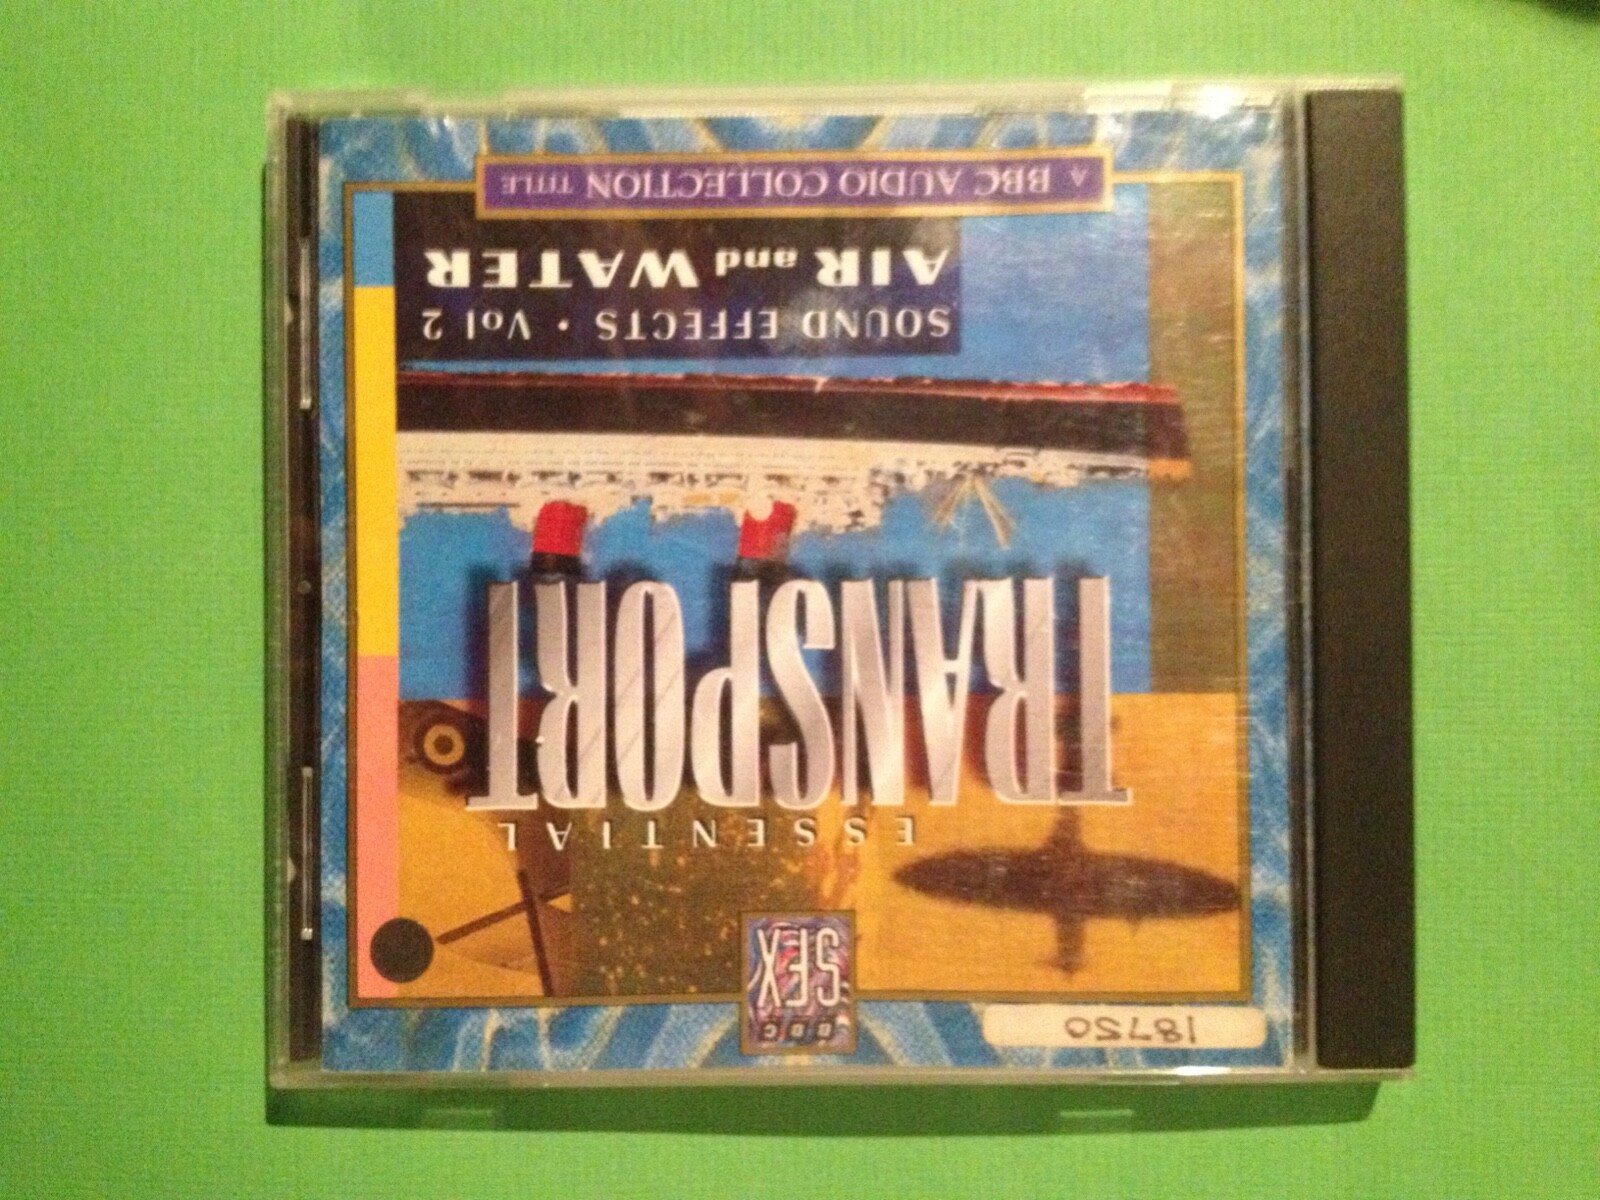 18750
BBC
SFX
ESSENTIAL
TRANSPORT
SOUND EFFECTS • Vol 2
AIR and WATER
A BBC AUDIO COLLECTION TITLE